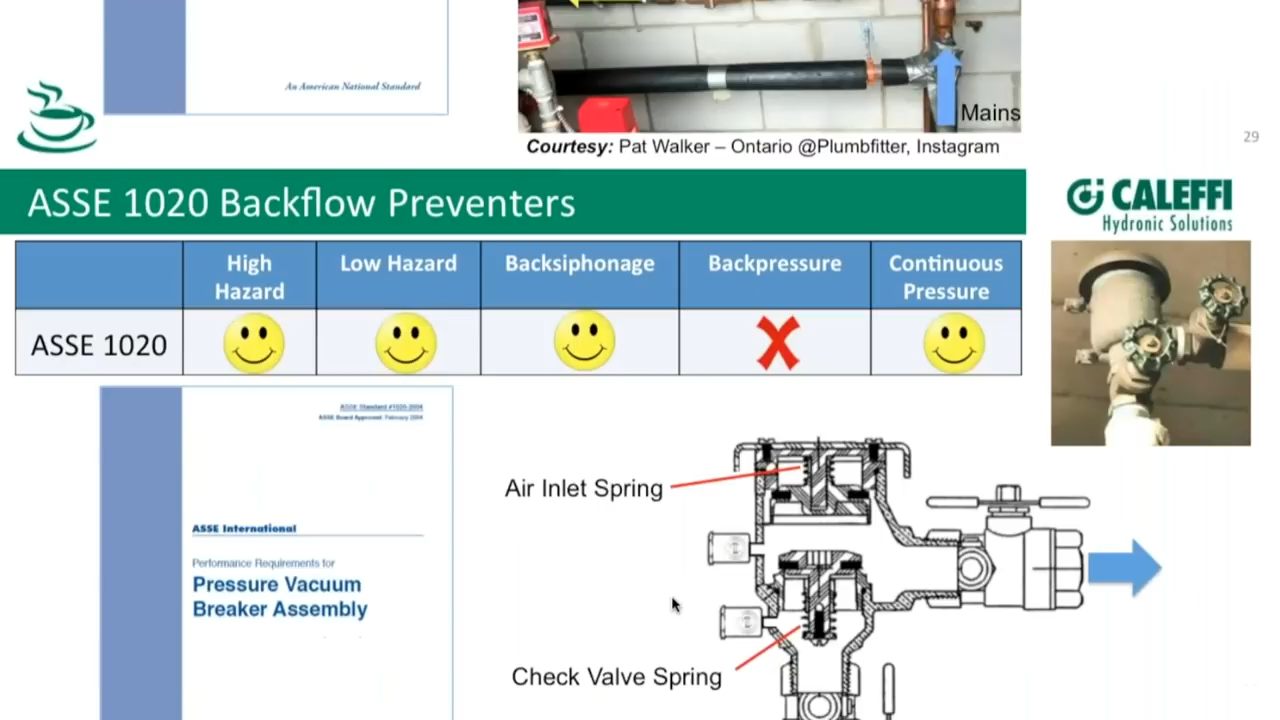 An American National Standard
Mains
Courtesy: Pat Walker – Ontario @Plumbfitter, Instagram
29
ASSE 1020 Backflow Preventers
CALEFFI
Hydronic Solutions
High Hazard
Low Hazard
Backsiphonage
Backpressure
Continuous Pressure
ASSE 1020
ASSE Standard #1020-2004
ASSE Board Approved: February 2004
Air Inlet Spring
ASSE International
Performance Requirements for
Pressure Vacuum
Breaker Assembly
Check Valve Spring